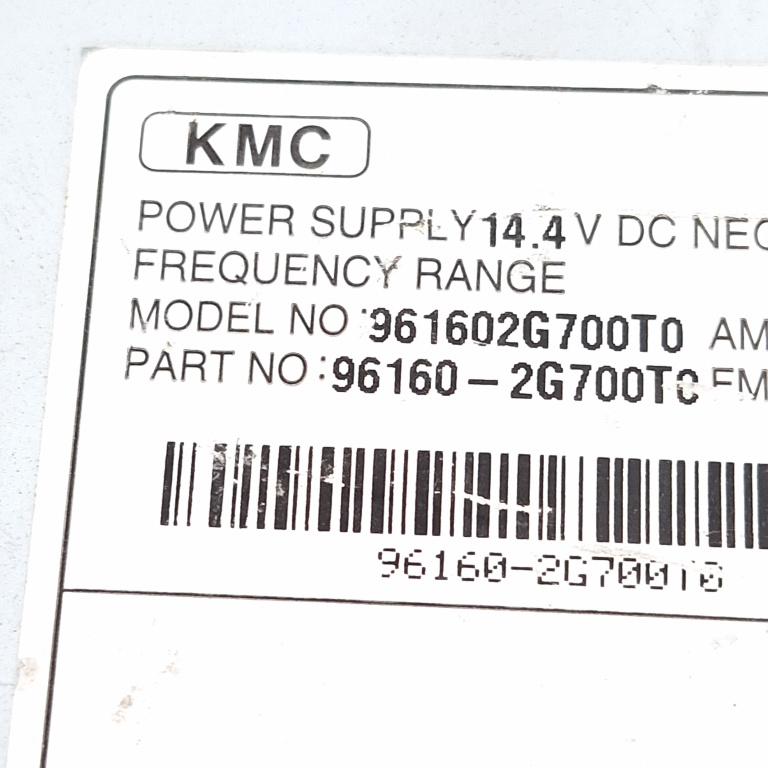 KMC
POWER SUPPLY 14.4 V DC NEG
FREQUENCY RANGE
MODEL NO :961602G700T0 AM
PART NO :96160-2G700T0 FM
96160-2G700T0